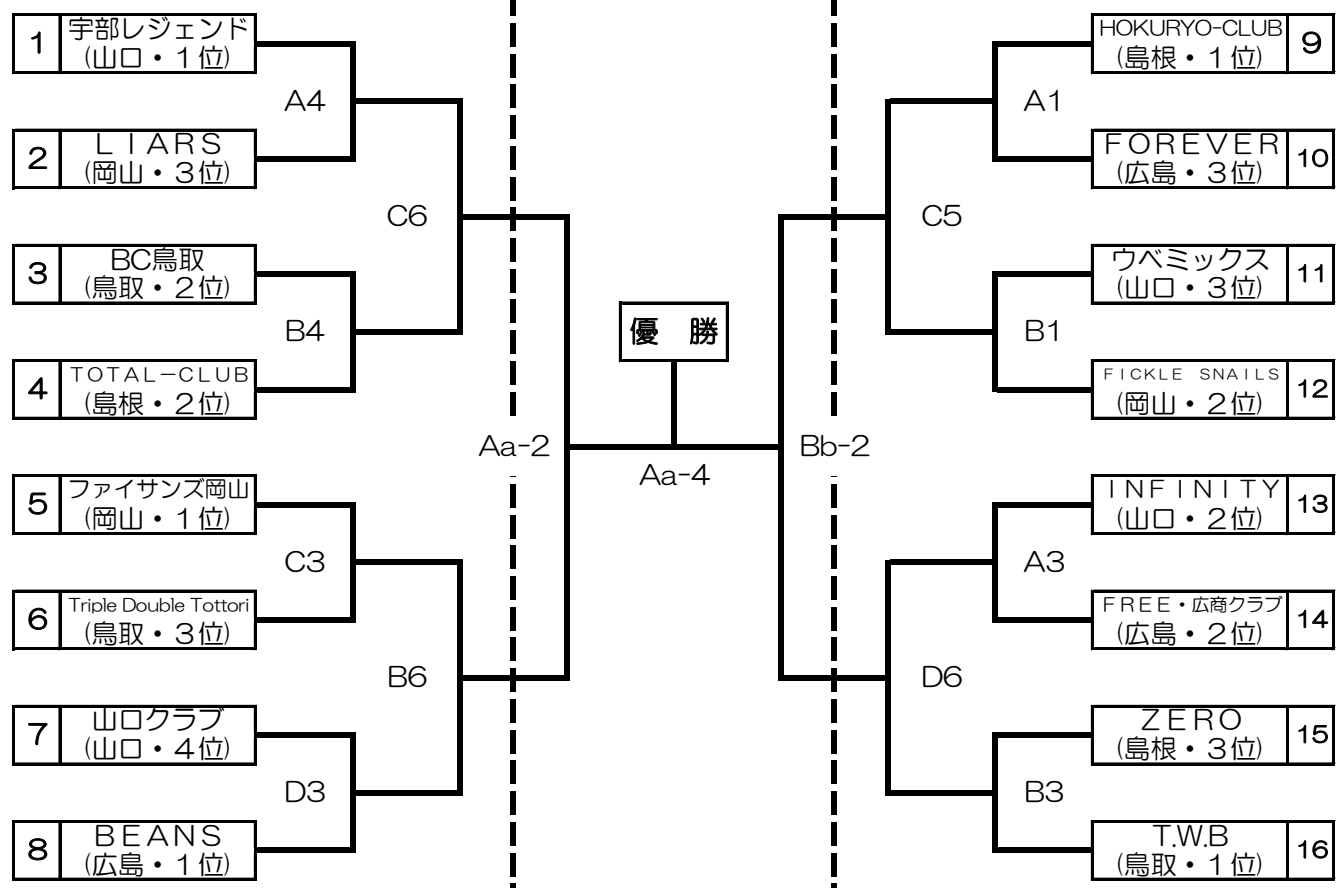 1
宇部レジェンド
(山口・1位)
A4
2
ＬＩＡＲＳ
(岡山・3位)
C6
3
BC鳥取
(鳥取・2位)
B4
4
ＴＯＴＡＬ－ＣＬＵＢ
(島根・2位)
Aa-2
5
ファイサンズ岡山
(岡山・1位)
C3
6
Triple Double Tottori
(鳥取・3位)
B6
7
山口クラブ
(山口・4位)
D3
8
ＢＥＡＮＳ
(広島・1位)
優　勝
Aa-4
HOKURYO-CLUB
(島根・1位)
9
A1
ＦＯＲＥＶＥＲ
(広島・3位)
10
C5
ウベミックス
(山口・3位)
11
B1
ＦＩＣＫＬＥ　ＳＮＡＩＬＳ
(岡山・2位)
12
Bb-2
ＩＮＦＩＮＩＴＹ
(山口・2位)
13
A3
ＦＲＥＥ・広商クラブ
(広島・2位)
14
D6
ＺＥＲＯ
(島根・3位)
15
B3
T.W.B
(鳥取・1位)
16